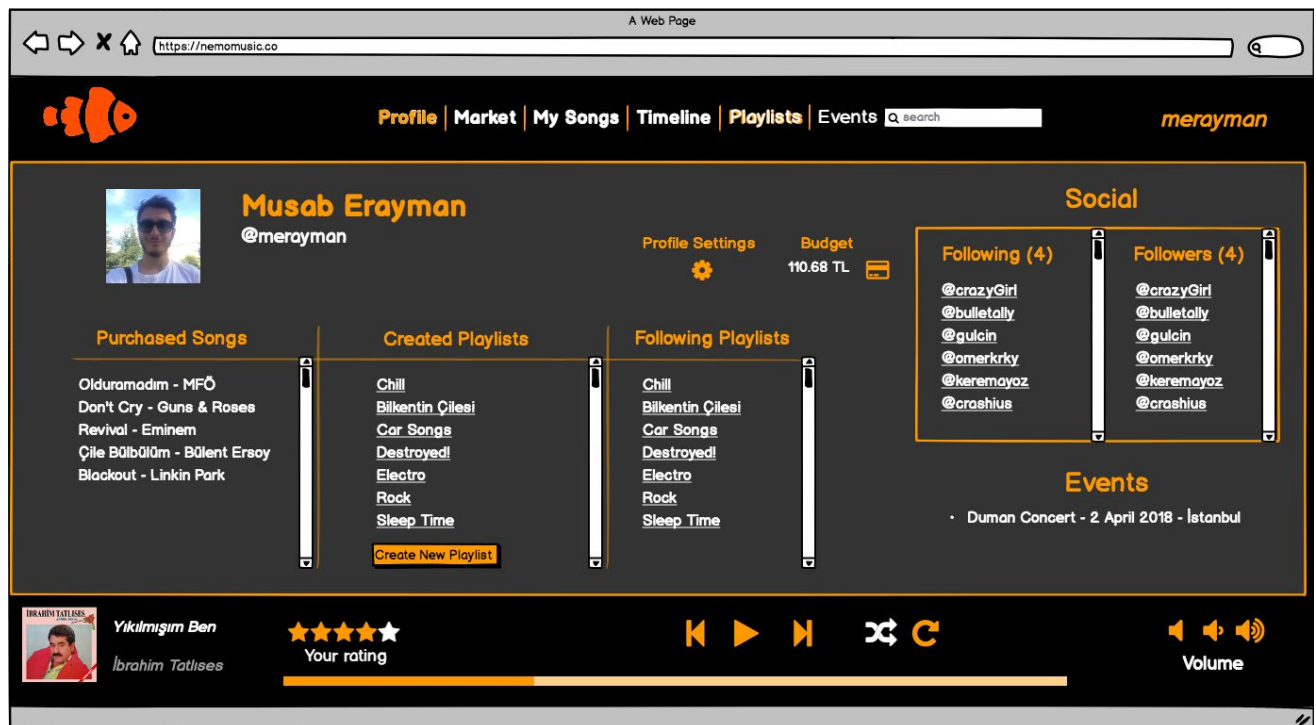 A Web Page
https://nemomusic.co
Profile | Market | My Songs | Timeline | Playlists | Events
search
merayman
Musab Erayman
@merayman
Profile Settings
Budget
110.68 TL
Social
Following (4)
@crazyGirl
@bulletally
@gulcin
@omerkrky
@keremayoz
@crashius
Followers (4)
@crazyGirl
@bulletally
@gulcin
@omerkrky
@keremayoz
@crashius
Purchased Songs
Olduramadım - MFÖ
Don't Cry - Guns & Roses
Revival - Eminem
Çile Bülbülüm - Bülent Ersoy
Blackout - Linkin Park
Created Playlists
Chill
Bilkentin Çilesi
Car Songs
Destroyed!
Electro
Rock
Sleep Time
Create New Playlist
Following Playlists
Chill
Bilkentin Çilesi
Car Songs
Destroyed!
Electro
Rock
Sleep Time
Events
• Duman Concert - 2 April 2018 - İstanbul
İBRAHİM TATLISES
Yıkılmışım Ben
İbrahim Tatlıses
Your rating
Volume